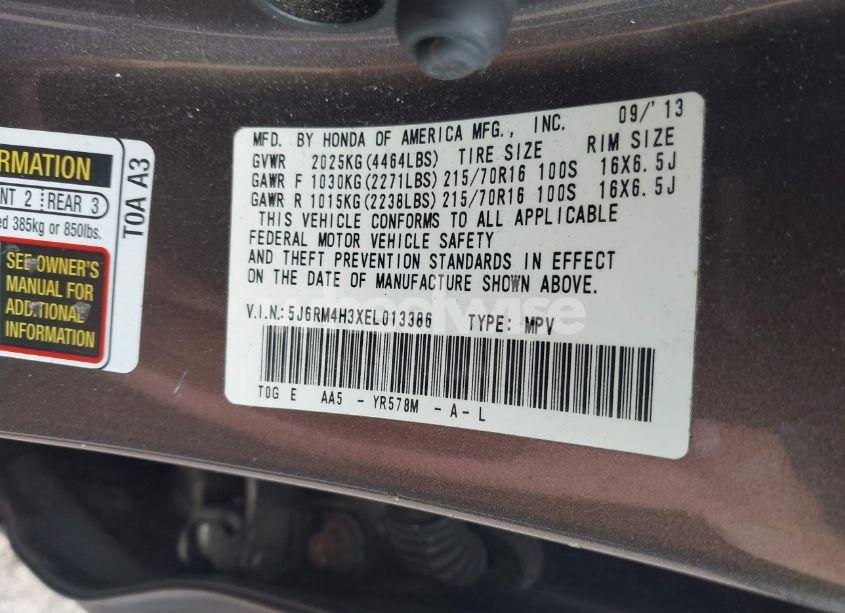 RMATION
NT 2 REAR 3
ed 385kg or 850lbs.
SEE OWNER'S
MANUAL FOR
ADDITIONAL
INFORMATION
T0A A3
09/'13
MFD. BY HONDA OF AMERICA MFG., INC.
GVWR 2025KG(4464LBS) TIRE SIZE RIM SIZE
GAWR F 1030KG(2271LBS) 215/70R16 100S 16X6.5J
GAWR R 1015KG(2238LBS) 215/70R16 100S 16X6.5J
THIS VEHICLE CONFORMS TO ALL APPLICABLE
FEDERAL MOTOR VEHICLE SAFETY
AND THEFT PREVENTION STANDARDS IN EFFECT
ON THE DATE OF MANUFACTURE SHOWN ABOVE.
V.I.N.: 5J6RM4H3XEL013386 TYPE: MPV
T0G E AA5 - YR578M - A - L